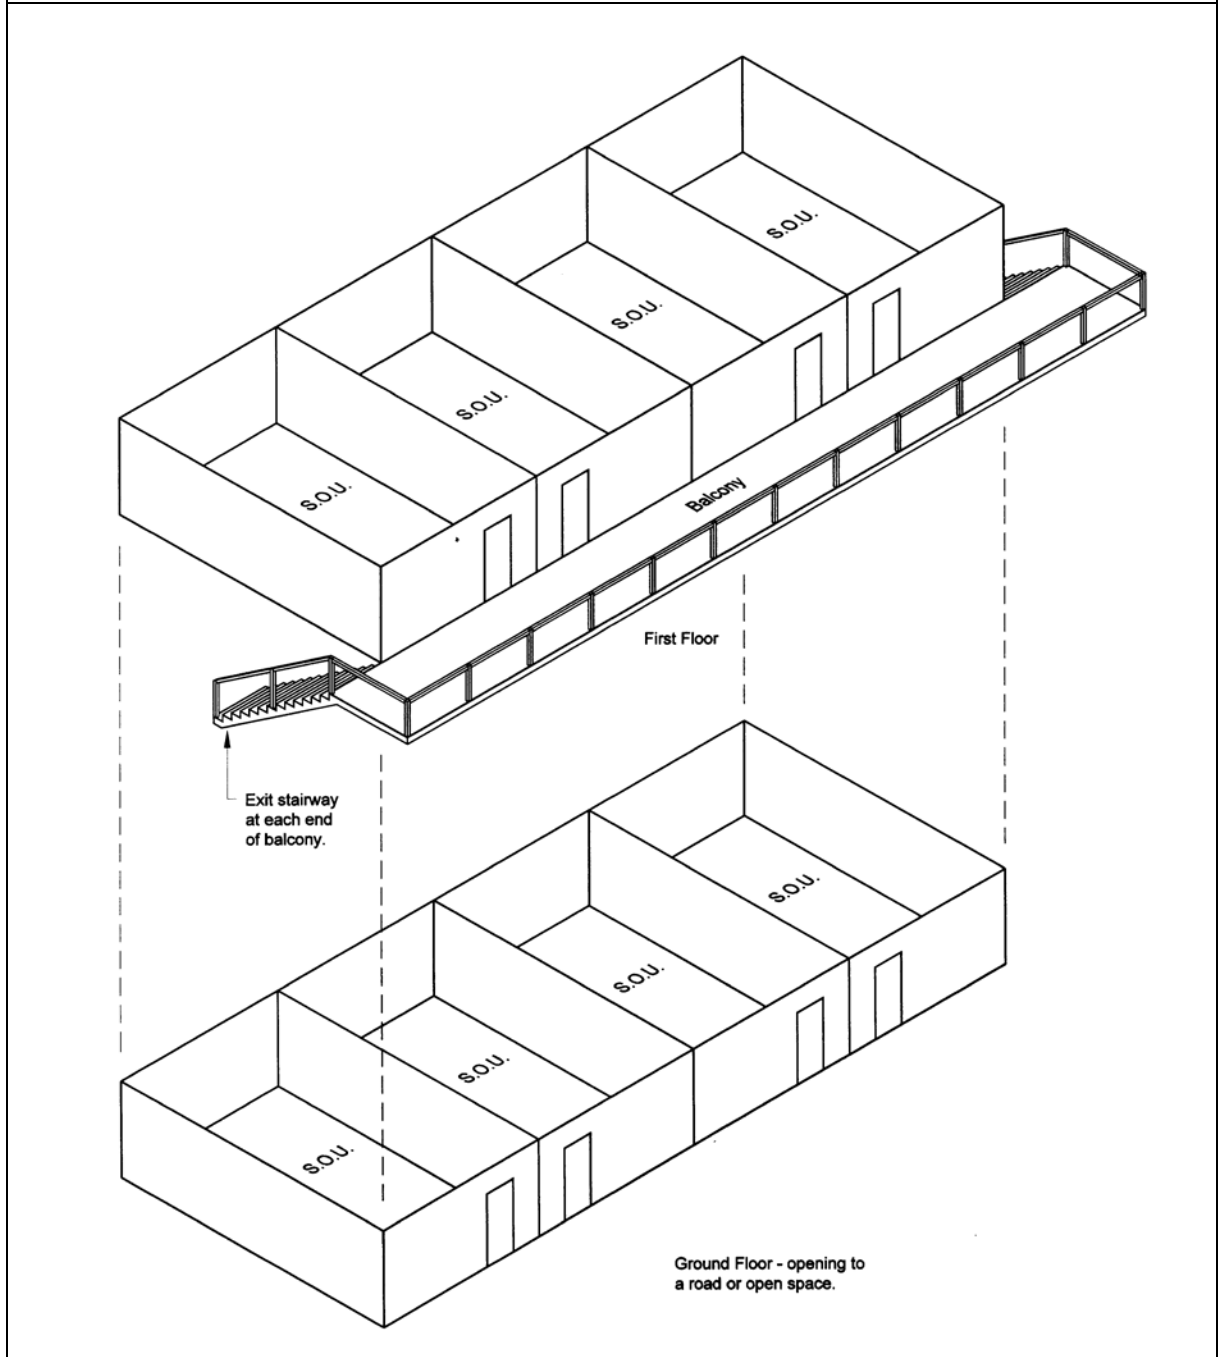 S.O.U.
S.O.U.
S.O.U.
S.O.U.
Balcony
First Floor
Exit stairway
at each end
of balcony.
S.O.U.
S.O.U.
S.O.U.
S.O.U.
Ground Floor - opening to
a road or open space.